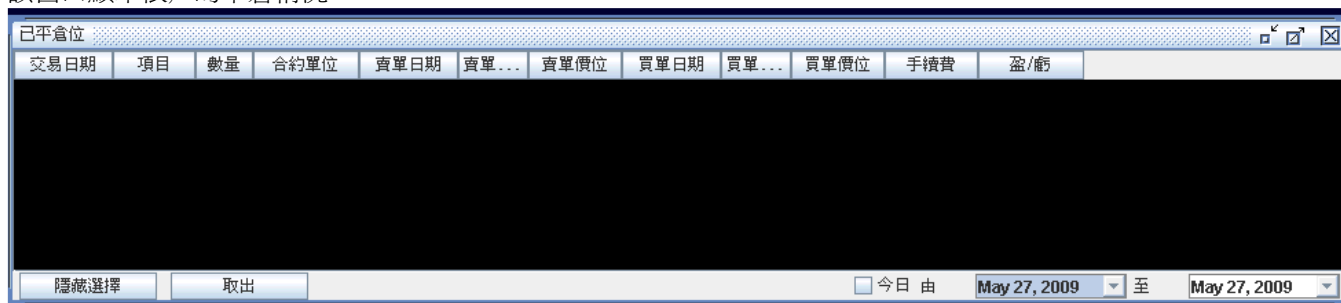 已平倉位
交易日期 項目 數量 合約單位 賣單日期 賣單... 賣單價位 買單日期 買單... 買單價位 手續費 盈/虧
隱藏選擇 取出 今日 由 May 27, 2009 至 May 27, 2009